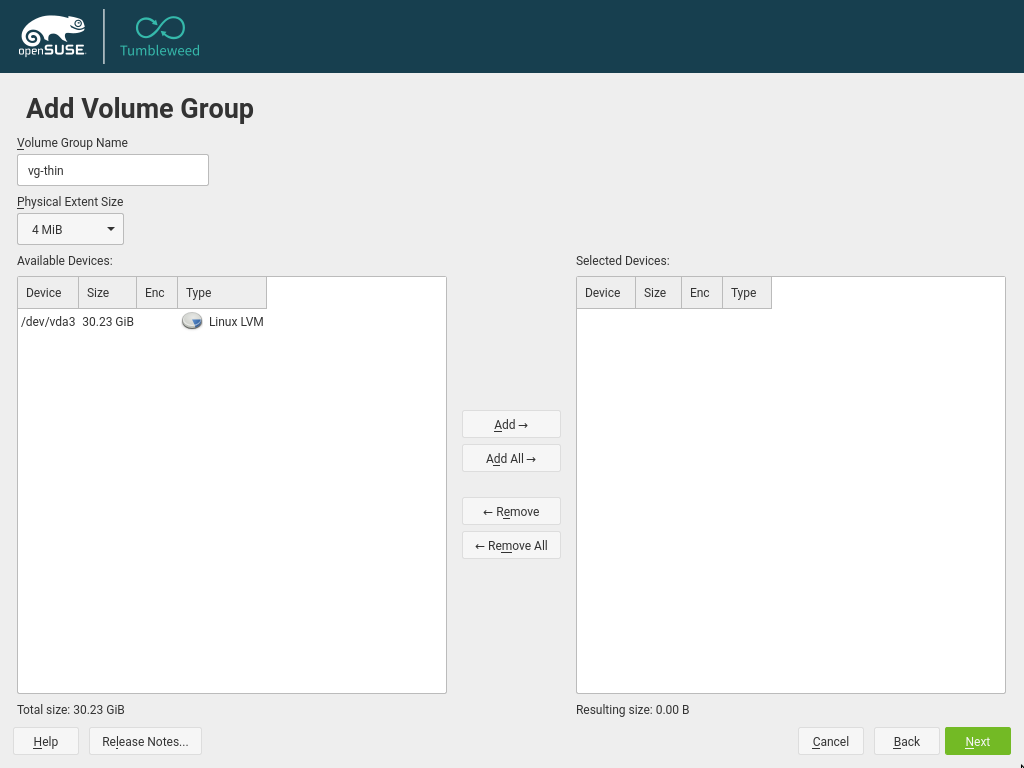 openSUSE
Tumbleweed
Add Volume Group
Volume Group Name
vg-thin
Physical Extent Size
4 MiB
Available Devices:
Device Size Enc Type
/dev/vda3 30.23 GiB Linux LVM
Total size: 30.23 GiB
Add →
Add All →
← Remove
← Remove All
Selected Devices:
Device Size Enc Type
Resulting size: 0.00 B
Help Release Notes... Cancel Back Next